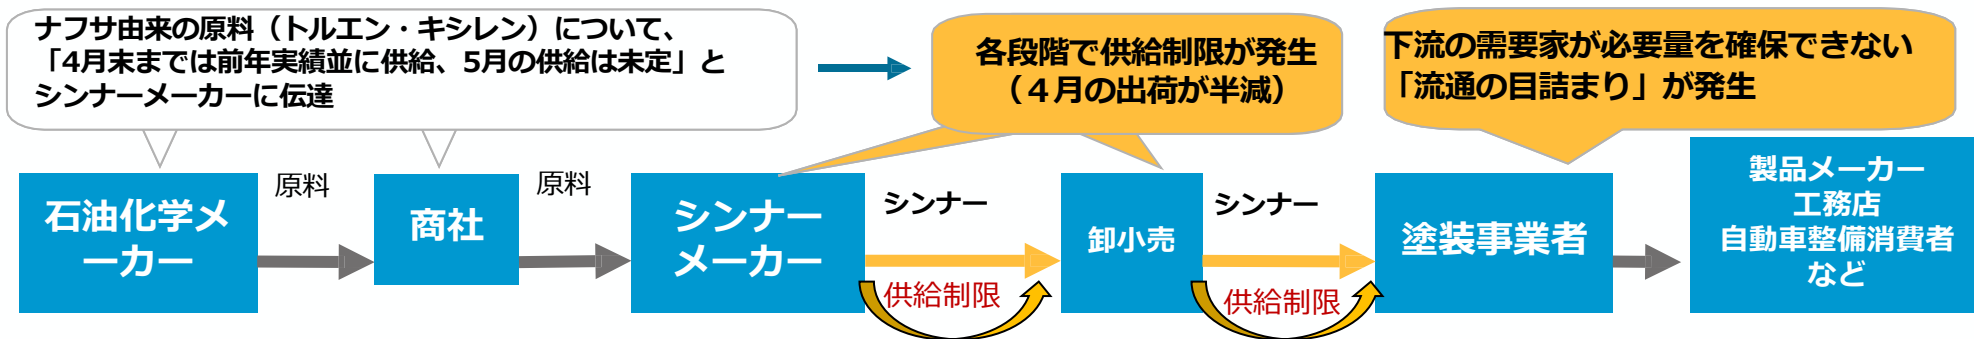 ナフサ由来の原料（トルエン・キシレン）について、
「4月末までは前年実績並に供給、5月の供給は未定」と
シンナーメーカーに伝達
各段階で供給制限が発生
（４月の出荷が半減）
下流の需要家が必要量を確保できない
「流通の目詰まり」が発生
石油化学メ
ーカー
原料
商社
原料
シンナー
メーカー
シンナー
供給制限
卸小売
シンナー
供給制限
塗装事業者
製品メーカー
工務店
自動車整備消費者
など